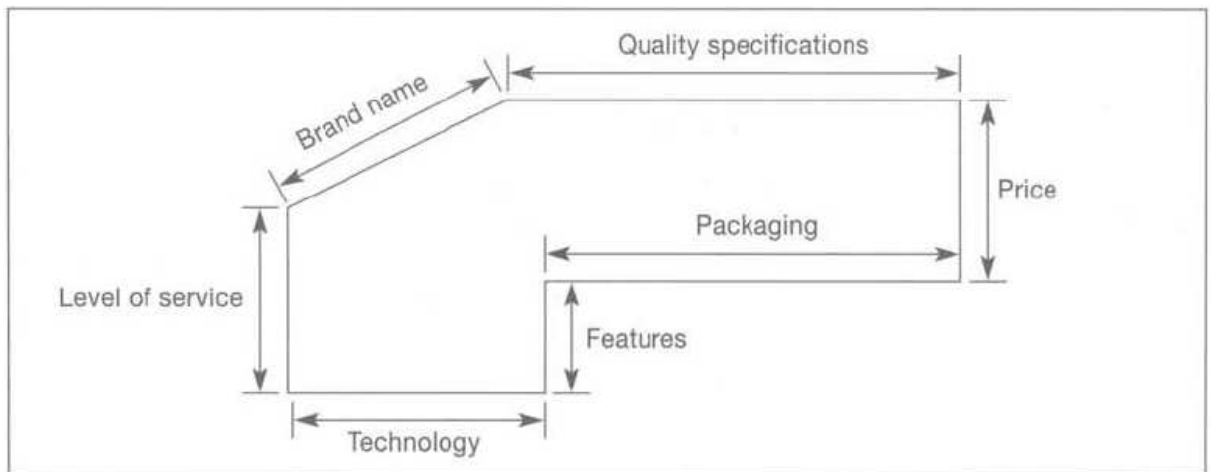 Quality specifications
Brand name
Price
Packaging
Level of service
Features
Technology